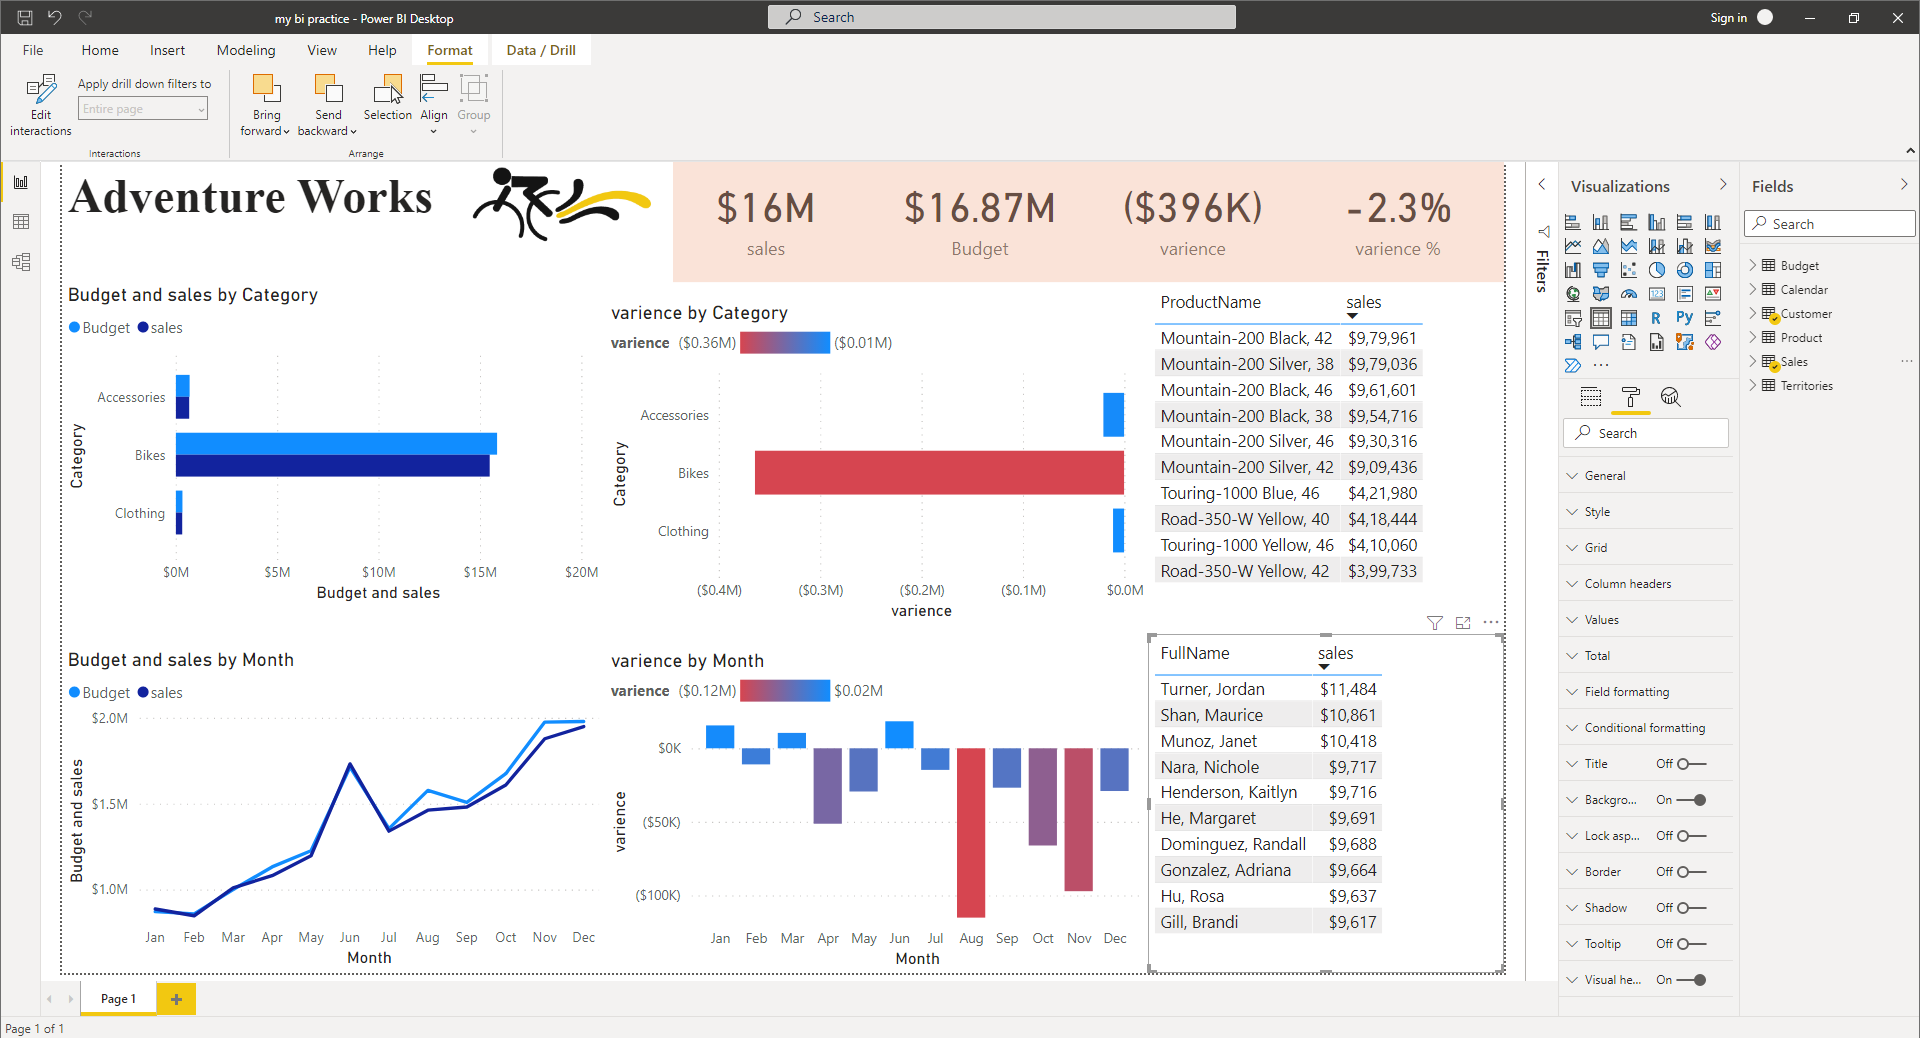 my bi practice - Power BI Desktop
Search
Sign in
File Home Insert Modeling View Help Format Data / Drill
Edit interactions
Apply drill down filters to
Entire page
Interactions
Bring forward
Send backward
Selection
Align
Group
Arrange
Adventure Works
$16M
sales
$16.87M
Budget
($396K)
varience
-2.3%
varience %
Budget and sales by Category
Budget sales
Category
Accessories
Bikes
Clothing
$0M $5M $10M $15M $20M
Budget and sales
varience by Category
varience ($0.36M) ($0.01M)
Category
Accessories
Bikes
Clothing
($0.4M) ($0.3M) ($0.2M) ($0.1M) $0.0M
varience
ProductName sales
Mountain-200 Black, 42 $9,79,961
Mountain-200 Silver, 38 $9,79,036
Mountain-200 Black, 46 $9,61,601
Mountain-200 Black, 38 $9,54,716
Mountain-200 Silver, 46 $9,30,316
Mountain-200 Silver, 42 $9,09,436
Touring-1000 Blue, 46 $4,21,980
Road-350-W Yellow, 40 $4,18,444
Touring-1000 Yellow, 46 $4,10,060
Road-350-W Yellow, 42 $3,99,733
Budget and sales by Month
Budget sales
Budget and sales
$2.0M
$1.5M
$1.0M
Jan Feb Mar Apr May Jun Jul Aug Sep Oct Nov Dec
Month
varience by Month
varience ($0.12M) $0.02M
varience
$0K
($50K)
($100K)
Jan Feb Mar Apr May Jun Jul Aug Sep Oct Nov Dec
Month
FullName sales
Turner, Jordan $11,484
Shan, Maurice $10,861
Munoz, Janet $10,418
Nara, Nichole $9,717
Henderson, Kaitlyn $9,716
He, Margaret $9,691
Dominguez, Randall $9,688
Gonzalez, Adriana $9,664
Hu, Rosa $9,637
Gill, Brandi $9,617
Filters
Visualizations
R Py
123
Search
General
Style
Grid
Column headers
Values
Total
Field formatting
Conditional formatting
Title Off
Backgro... On
Lock asp... Off
Border Off
Shadow Off
Tooltip Off
Visual he... On
Fields
Search
Budget
Calendar
Customer
Product
Sales
Territories
Page 1
Page 1 of 1